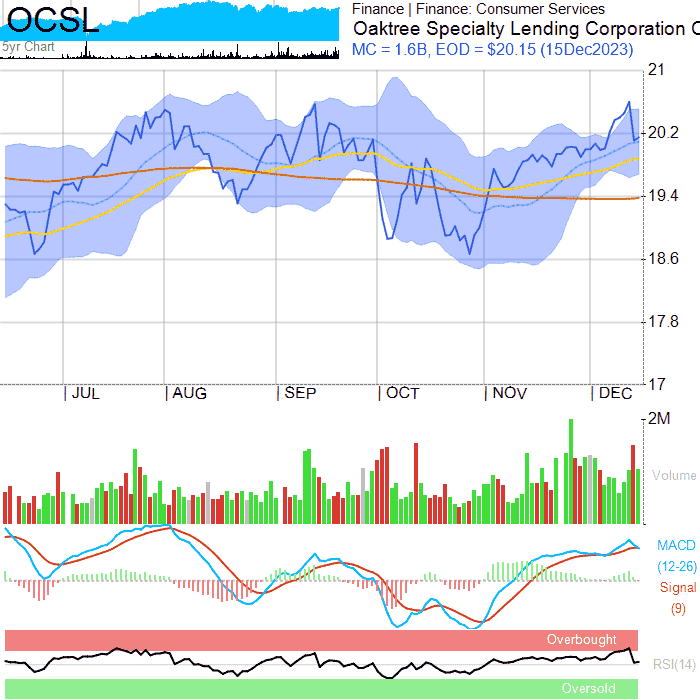 OCSL
5yr Chart
Finance | Finance: Consumer Services
Oaktree Specialty Lending Corporation C
MC = 1.6B, EOD = $20.15 (15Dec2023)
21
20.2
19.4
18.6
17.8
17
| JUL | AUG | SEP | OCT | NOV | DEC
2M
Volume
MACD
(12-26)
Signal
(9)
Overbought
RSI(14)
Oversold